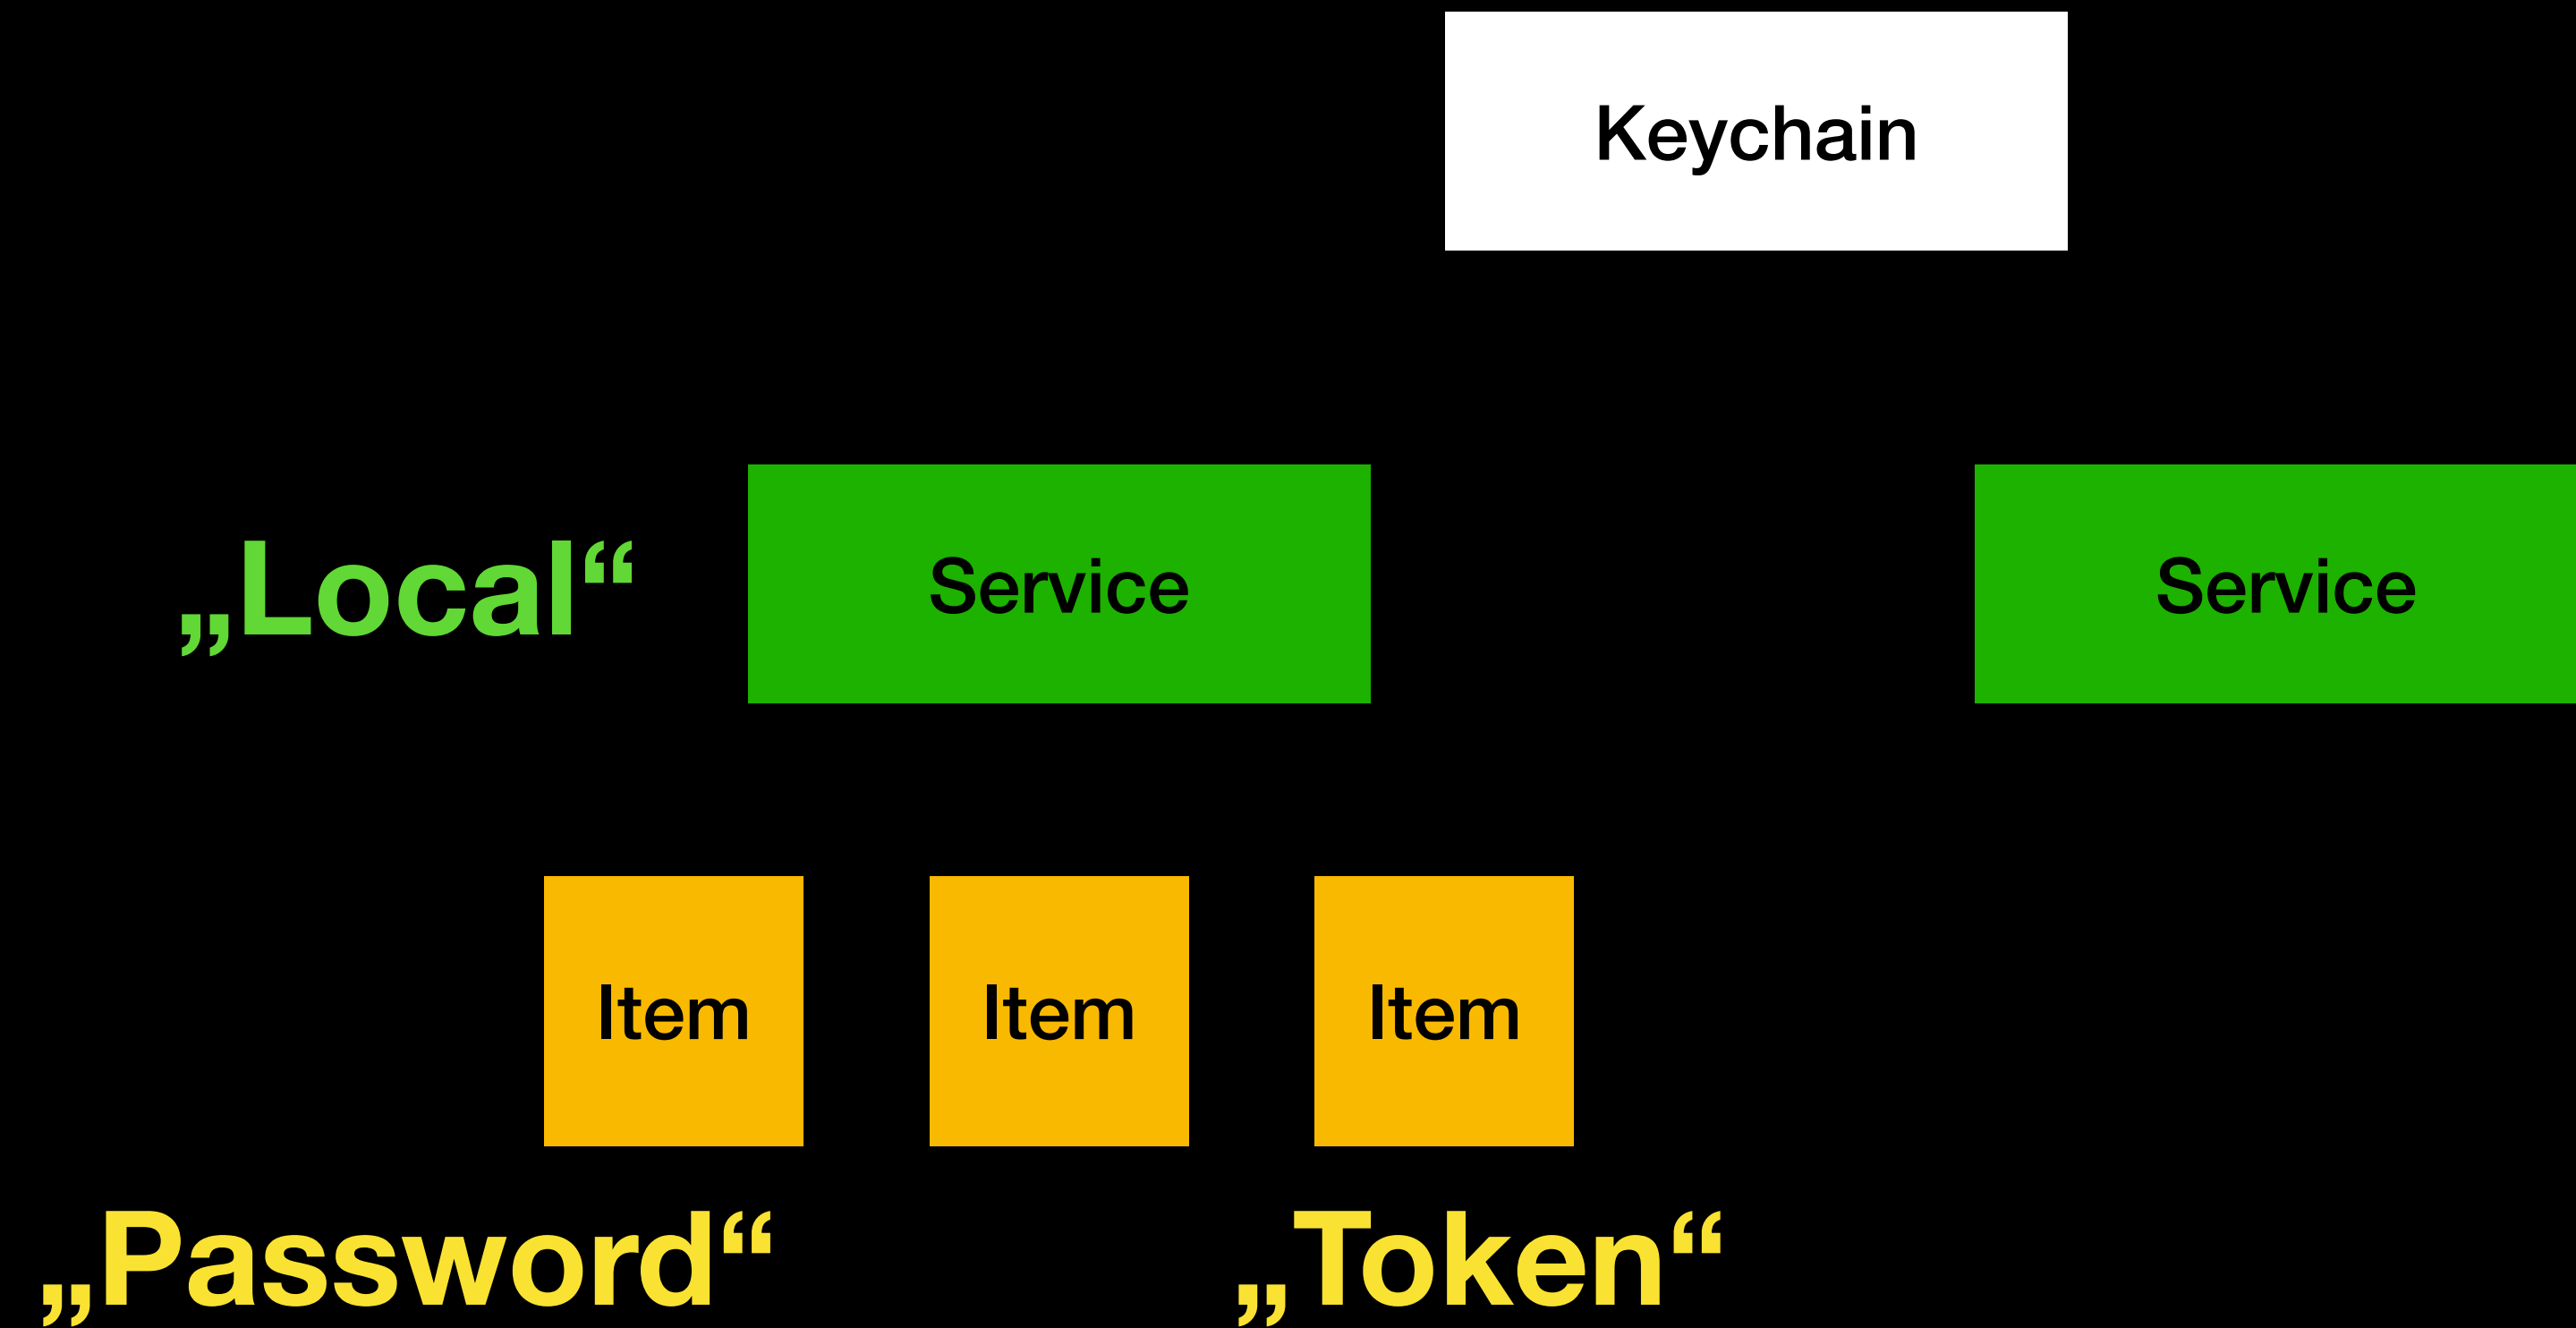 Keychain
„Local“
Service
Service
Item
Item
Item
„Password“
„Token“